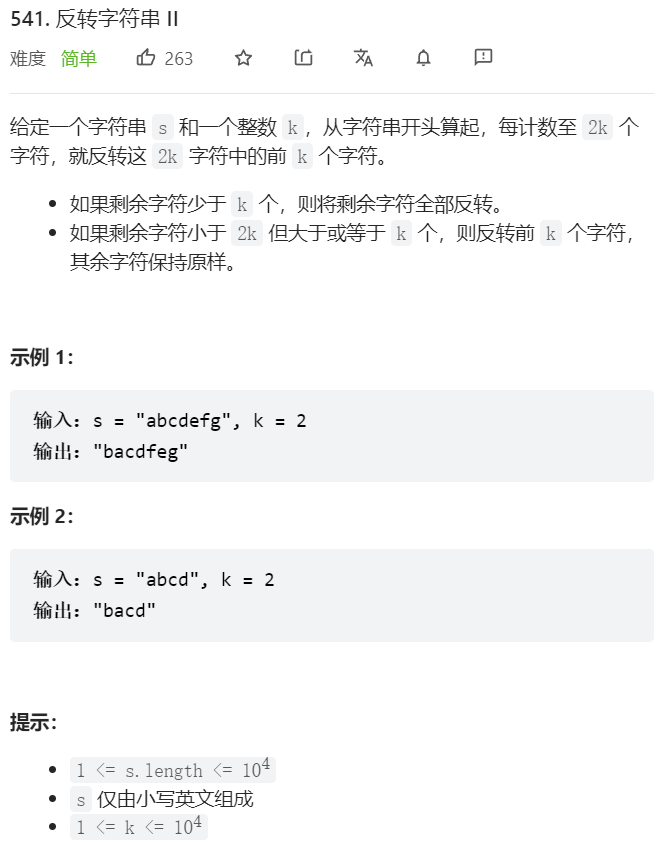 541. 反转字符串 II
难度 简单 263
给定一个字符串 s 和一个整数 k，从字符串开头算起，每计数至 2k 个
字符，就反转这 2k 字符中的前 k 个字符。
• 如果剩余字符少于 k 个，则将剩余字符全部反转。
• 如果剩余字符小于 2k 但大于或等于 k 个，则反转前 k 个字符，
其余字符保持原样。
示例 1：
输入：s = "abcdefg", k = 2
输出："bacdfeg"
示例 2：
输入：s = "abcd", k = 2
输出："bacd"
提示：
• 1 <= s.length <= 10⁴
• s 仅由小写英文组成
• 1 <= k <= 10⁴